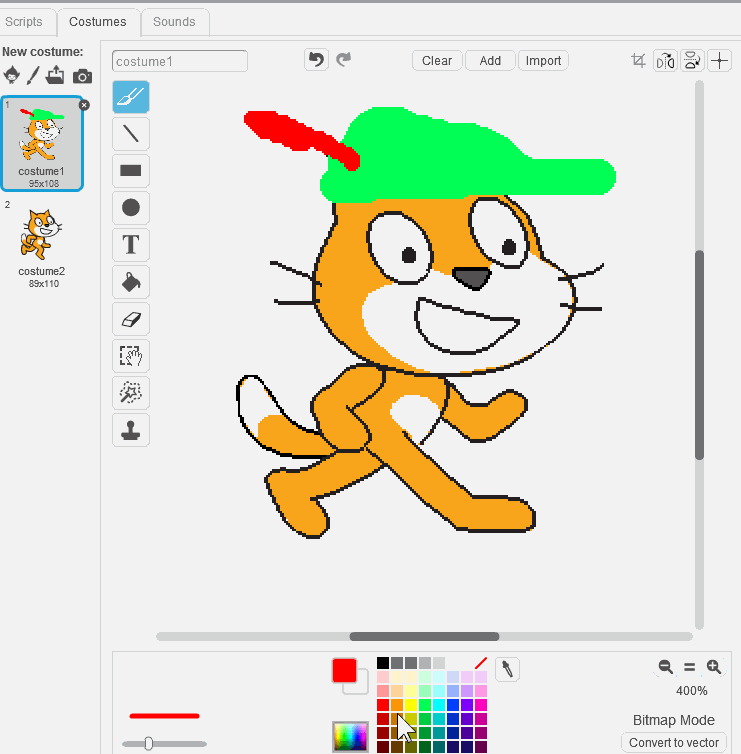 Scripts
Costumes
Sounds
New costume:
costume1
Clear
Add
Import
1
costume1
95x108
2
costume2
89x110
T
400%
Bitmap Mode
Convert to vector